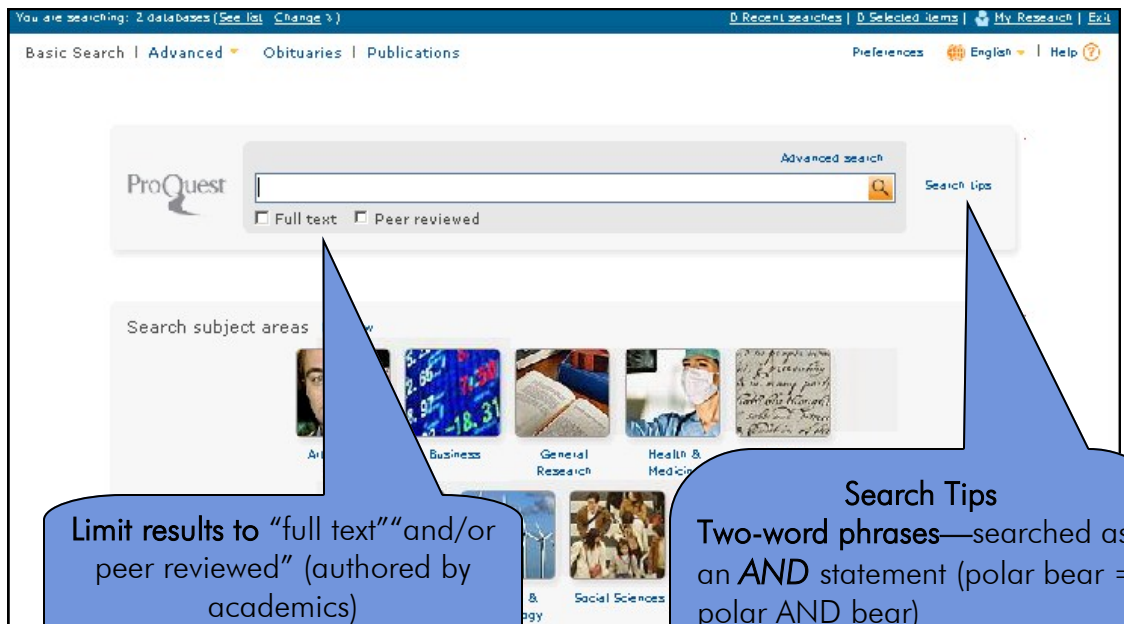 You are searching: 2 databases (See list Change)
0 Recent searches | 0 Selected items | My Research | Exit
Basic Search | Advanced Obituaries | Publications
Preferences English | Help ?
Advanced search
ProQuest
Search tips
Full text Peer reviewed
Search subject areas
Business
General
Research
Health &
Social Sciences
&
Limit results to “full text”“and/or
peer reviewed” (authored by
academics)
Search Tips
Two-word phrases—searched as
an AND statement (polar bear =
polar AND bear)